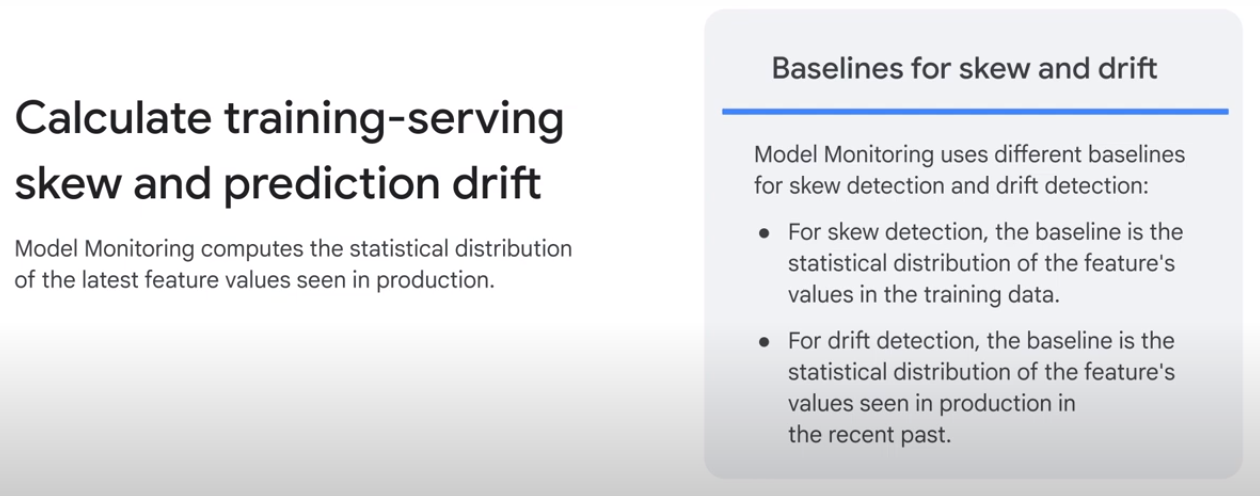 Calculate training-serving
skew and prediction drift
Model Monitoring computes the statistical distribution
of the latest feature values seen in production.
Baselines for skew and drift
Model Monitoring uses different baselines
for skew detection and drift detection:
● For skew detection, the baseline is the
statistical distribution of the feature's
values in the training data.
● For drift detection, the baseline is the
statistical distribution of the feature's
values seen in production in
the recent past.